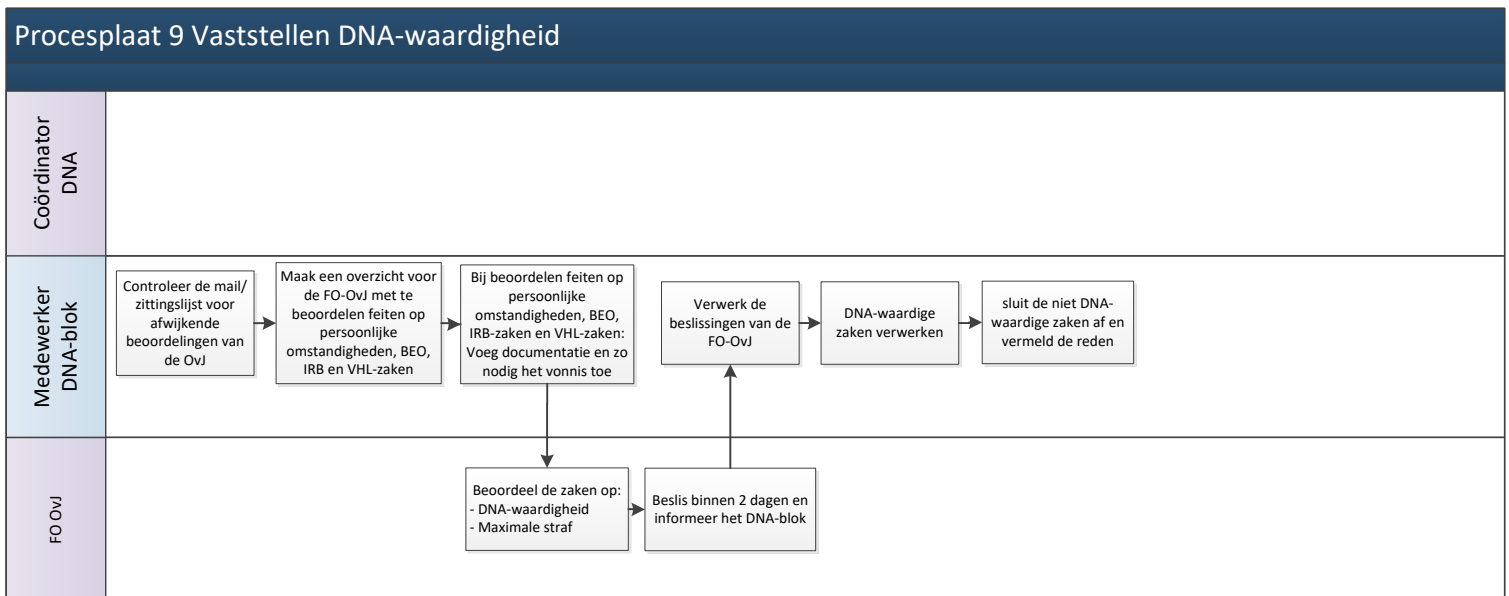 Procesplaat 9 Vaststellen DNA-waardigheid
Coördinator
DNA
Medewerker
DNA-blok
Controleer de mail/
zittingslijst voor
afwijkende
beoordelingen van
de OvJ
Maak een overzicht voor
de FO-OvJ met te
beoordelen feiten op
persoonlijke
omstandigheden, BEO,
IRB en VHL-zaken
Bij beoordelen feiten op
persoonlijke
omstandigheden, BEO,
IRB-zaken en VHL-zaken:
Voeg documentatie en zo
nodig het vonnis toe
Verwerk de
beslissingen van de
FO-OvJ
DNA-waardige
zaken verwerken
sluit de niet DNA-
waardige zaken af en
vermeld de reden
FO OvJ
Beoordeel de zaken op:
- DNA-waardigheid
- Maximale straf
Beslis binnen 2 dagen en
informeer het DNA-blok